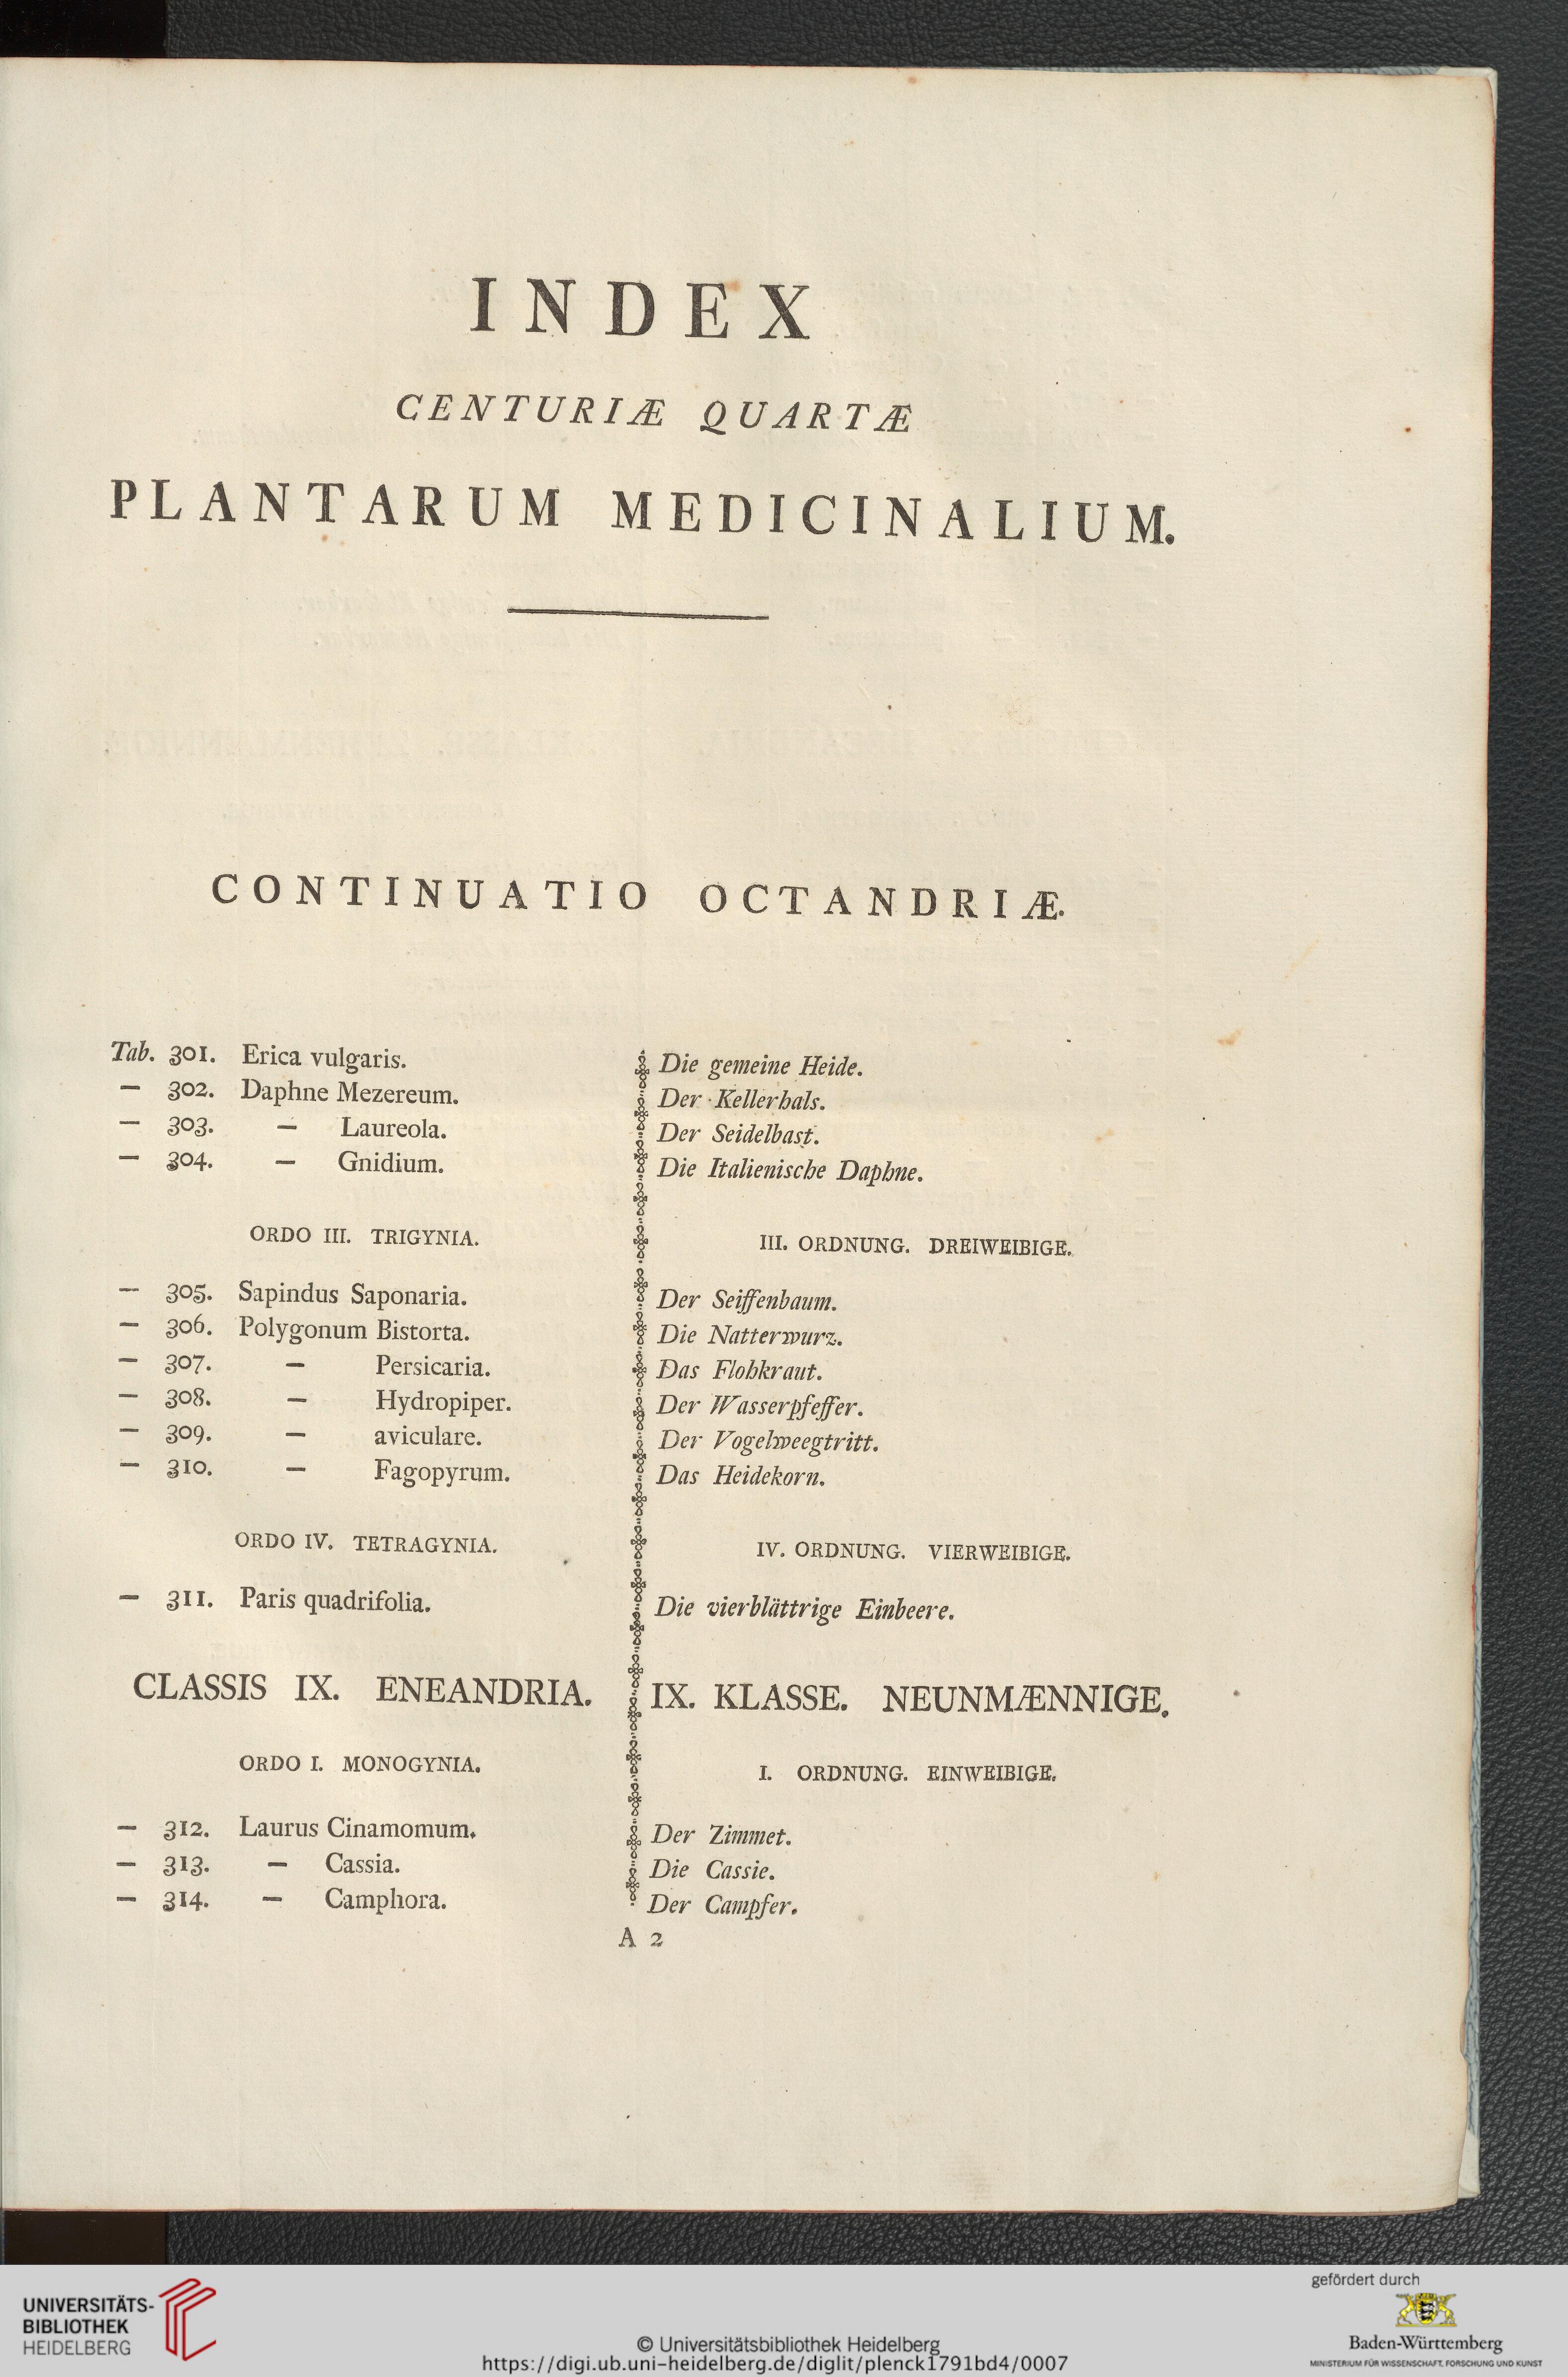 INDEX
CENTURIÆ QUARTÆ
PLANTARUM MEDICINALIUM.
CONTINUATIO OCTANDRIÆ.
Tab. 301. Erica vulgaris. Die gemeine Heide.
— 302. Daphne Mezereum. Der Kellerhals.
— 303. — Laureola. Der Seidelbast.
— 304. — Gnidium. Die Italienische Daphne.
ORDO III. TRIGYNIA. III. ORDNUNG. DREIWEIBIGE.
— 305. Sapindus Saponaria. Der Seiffenbaum.
— 306. Polygonum Bistorta. Die Natterwurz.
— 307. — Persicaria. Das Flohkraut.
— 308. — Hydropiper. Der Wasserpfeffer.
— 309. — aviculare. Der Vogelweegtritt.
— 310. — Fagopyrum. Das Heidekorn.
ORDO IV. TETRAGYNIA. IV. ORDNUNG. VIERWEIBIGE.
— 311. Paris quadrifolia. Die vierblättrige Einbeere.
CLASSIS IX. ENEANDRIA. IX. KLASSE. NEUNMÆNNIGE.
ORDO I. MONOGYNIA. I. ORDNUNG. EINWEIBIGE.
— 312. Laurus Cinamomum. Der Zimmet.
— 313. — Cassia. Die Cassie.
— 314. — Camphora. Der Campfer.
A 2
UNIVERSITÄTS-
BIBLIOTHEK
HEIDELBERG
© Universitätsbibliothek Heidelberg
https://digi.ub.uni-heidelberg.de/diglit/plenck1791bd4/0007
gefördert durch
Baden-Württemberg
MINISTERIUM FÜR WISSENSCHAFT, FORSCHUNG UND KUNST